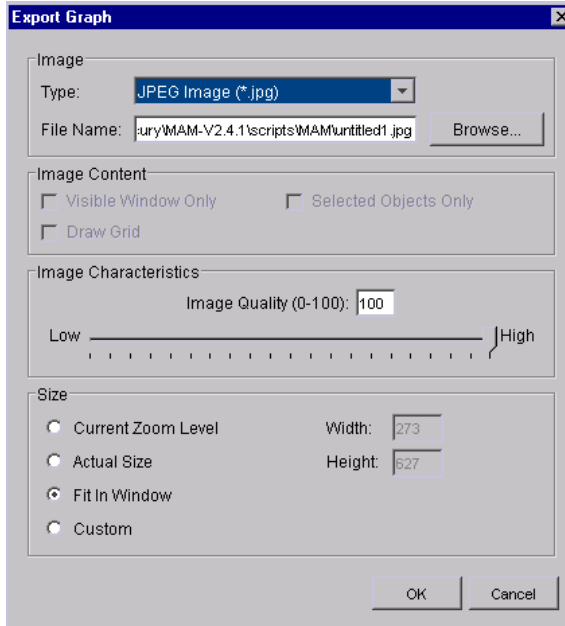 Export Graph
Image
Type: JPEG Image (*.jpg)
File Name: :ury\MAM-V2.4.1\scripts\MAM\untitled1.jpg Browse...
Image Content
Visible Window Only Selected Objects Only
Draw Grid
Image Characteristics
Image Quality (0-100): 100
Low High
Size
Current Zoom Level Width: 273
Actual Size Height: 627
Fit In Window
Custom
OK Cancel